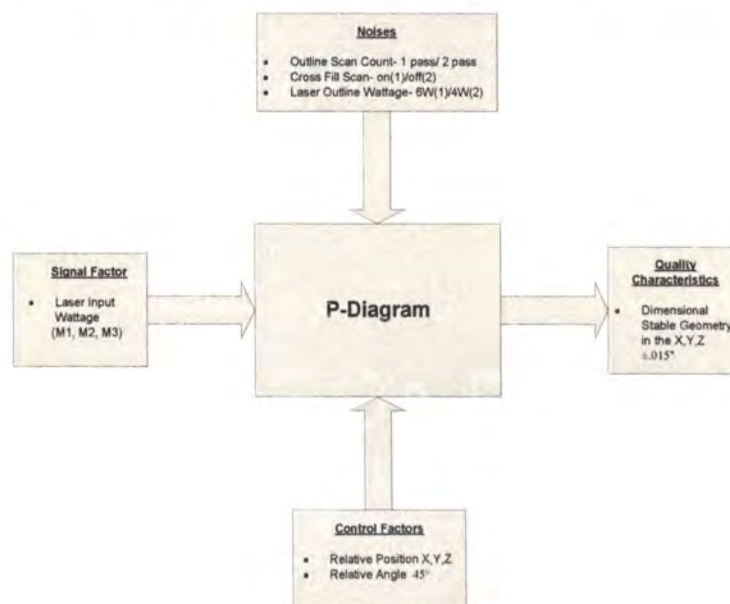 Noises
• Outline Scan Count- 1 pass/ 2 pass
• Cross Fill Scan- on(1)/off(2)
• Laser Outline Wattage- 6W(1)/4W(2)
Signal Factor
• Laser Input
Wattage
(M1, M2, M3)
P-Diagram
Quality
Characteristics
• Dimensional
Stable Geometry
in the X,Y,Z
±.015"
Control Factors
• Relative Position X,Y,Z
• Relative Angle 45°